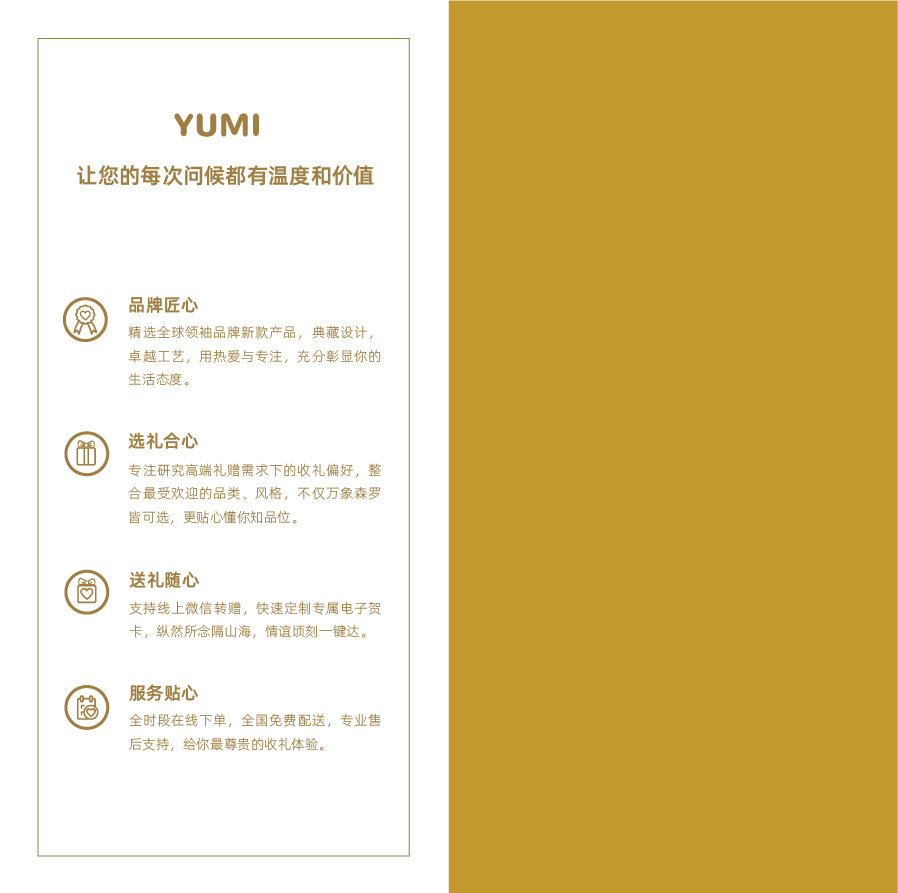 YUMI
让您的每次问候都有温度和价值
品牌匠心
精选全球领袖品牌新款产品，典藏设计，
卓越工艺，用热爱与专注，充分彰显你的
生活态度。
选礼合心
专注研究高端礼赠需求下的收礼偏好，整
合最受欢迎的品类、风格，不仅万象森罗
皆可选，更贴心懂你知品位。
送礼随心
支持线上微信转赠，快速定制专属电子贺
卡，纵然所念隔山海，情谊顷刻一键达。
服务贴心
全时段在线下单，全国免费配送，专业售
后支持，给你最尊贵的收礼体验。